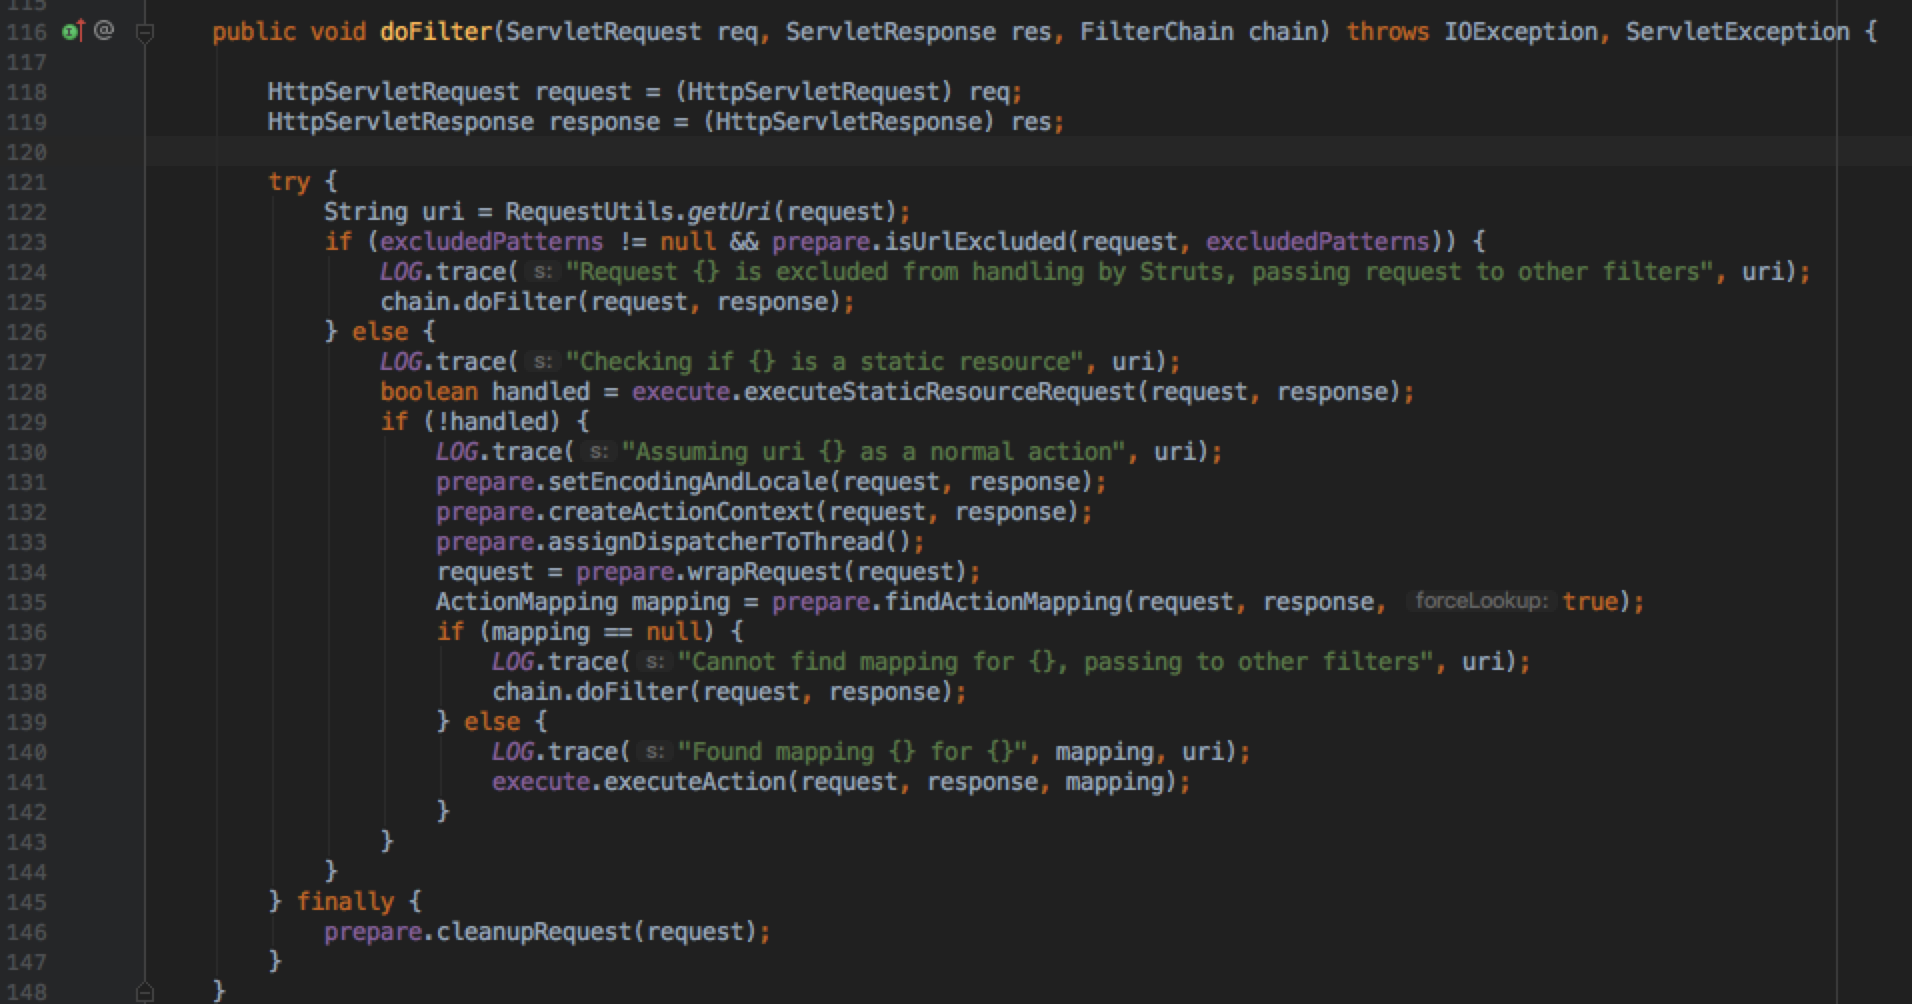 115
116 @ public void doFilter(ServletRequest req, ServletResponse res, FilterChain chain) throws IOException, ServletException {
117
118 HttpServletRequest request = (HttpServletRequest) req;
119 HttpServletResponse response = (HttpServletResponse) res;
120
121 try {
122 String uri = RequestUtils.getUri(request);
123 if (excludedPatterns != null && prepare.isUrlExcluded(request, excludedPatterns)) {
124 LOG.trace( s: "Request {} is excluded from handling by Struts, passing request to other filters", uri);
125 chain.doFilter(request, response);
126 } else {
127 LOG.trace( s: "Checking if {} is a static resource", uri);
128 boolean handled = execute.executeStaticResourceRequest(request, response);
129 if (!handled) {
130 LOG.trace( s: "Assuming uri {} as a normal action", uri);
131 prepare.setEncodingAndLocale(request, response);
132 prepare.createActionContext(request, response);
133 prepare.assignDispatcherToThread();
134 request = prepare.wrapRequest(request);
135 ActionMapping mapping = prepare.findActionMapping(request, response, forceLookup: true);
136 if (mapping == null) {
137 LOG.trace( s: "Cannot find mapping for {}, passing to other filters", uri);
138 chain.doFilter(request, response);
139 } else {
140 LOG.trace( s: "Found mapping {} for {}", mapping, uri);
141 execute.executeAction(request, response, mapping);
142 }
143 }
144 }
145 } finally {
146 prepare.cleanupRequest(request);
147 }
148 }